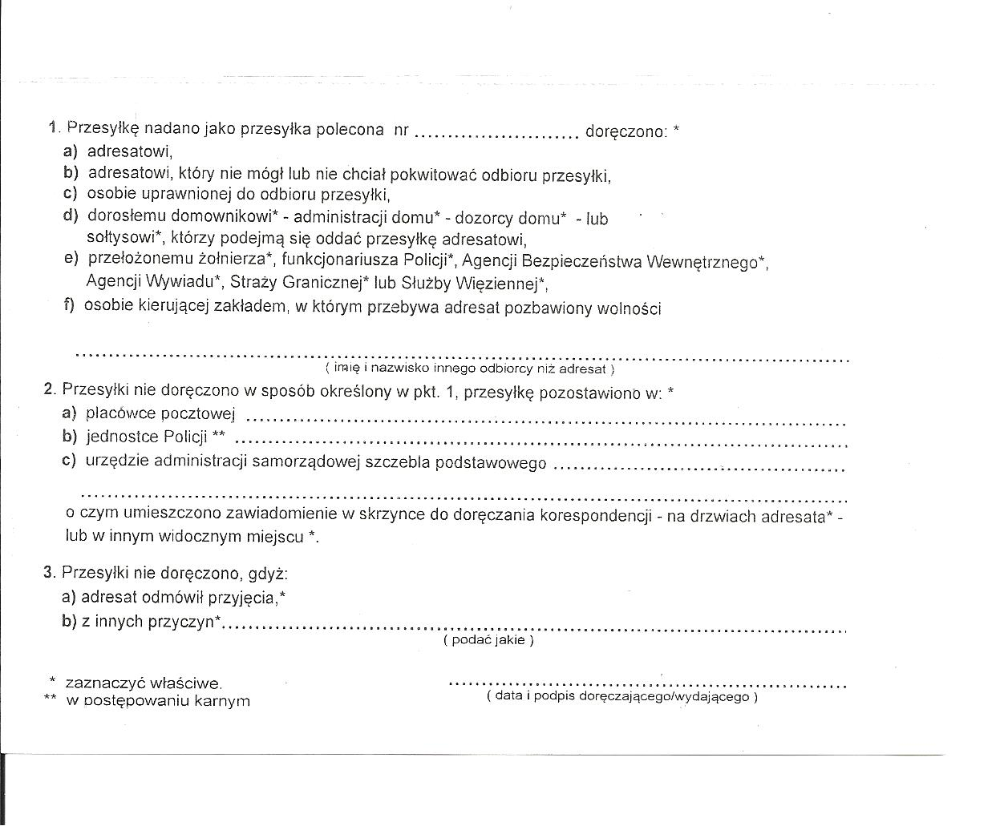 1. Przesyłkę nadano jako przesyłka polecona nr ......................... doręczono: *
a) adresatowi,
b) adresatowi, który nie mógł lub nie chciał pokwitować odbioru przesyłki,
c) osobie uprawnionej do odbioru przesyłki,
d) dorosłemu domownikowi* - administracji domu* - dozorcy domu* - lub
sołtysowi*, którzy podejmą się oddać przesyłkę adresatowi,
e) przełożonemu żołnierza*, funkcjonariusza Policji*, Agencji Bezpieczeństwa Wewnętrznego*,
Agencji Wywiadu*, Straży Granicznej* lub Służby Więziennej*,
f) osobie kierującej zakładem, w którym przebywa adresat pozbawiony wolności
................................................................................
( imię i nazwisko innego odbiorcy niż adresat )
2. Przesyłki nie doręczono w sposób określony w pkt. 1, przesyłkę pozostawiono w: *
a) placówce pocztowej ................................................................................
b) jednostce Policji ** ................................................................................
c) urzędzie administracji samorządowej szczebla podstawowego ............................................
................................................................................
o czym umieszczono zawiadomienie w skrzynce do doręczania korespondencji - na drzwiach adresata* -
lub w innym widocznym miejscu *.
3. Przesyłki nie doręczono, gdyż:
a) adresat odmówił przyjęcia,*
b) z innych przyczyn*................................................................................
( podać jakie )
* zaznaczyć właściwe.
** w postępowaniu karnym
............................................................
( data i podpis doręczającego/wydającego )